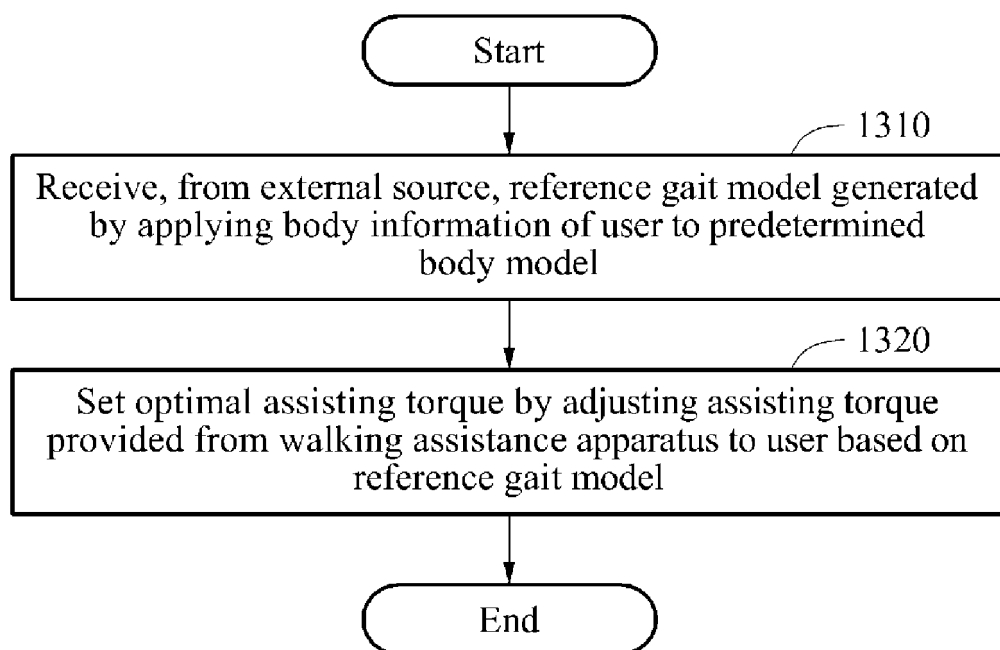 Start
1310
Receive, from external source, reference gait model generated
by applying body information of user to predetermined
body model
1320
Set optimal assisting torque by adjusting assisting torque
provided from walking assistance apparatus to user based on
reference gait model
End